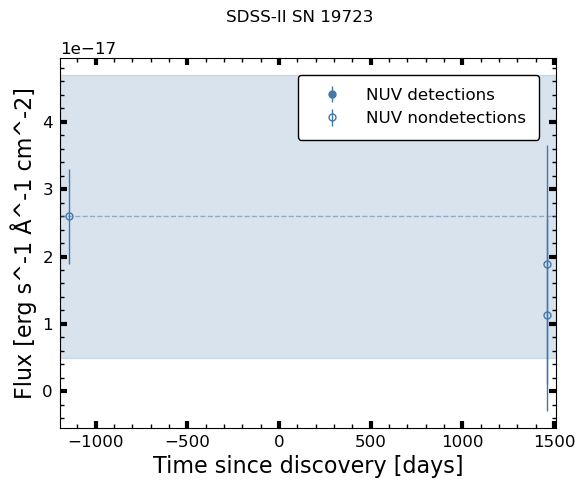 SDSS-II SN 19723
1e−17
NUV detections
NUV nondetections
4
3
2
1
0
Flux [erg s^-1 Å^-1 cm^-2]
−1000 −500 0 500 1000 1500
Time since discovery [days]